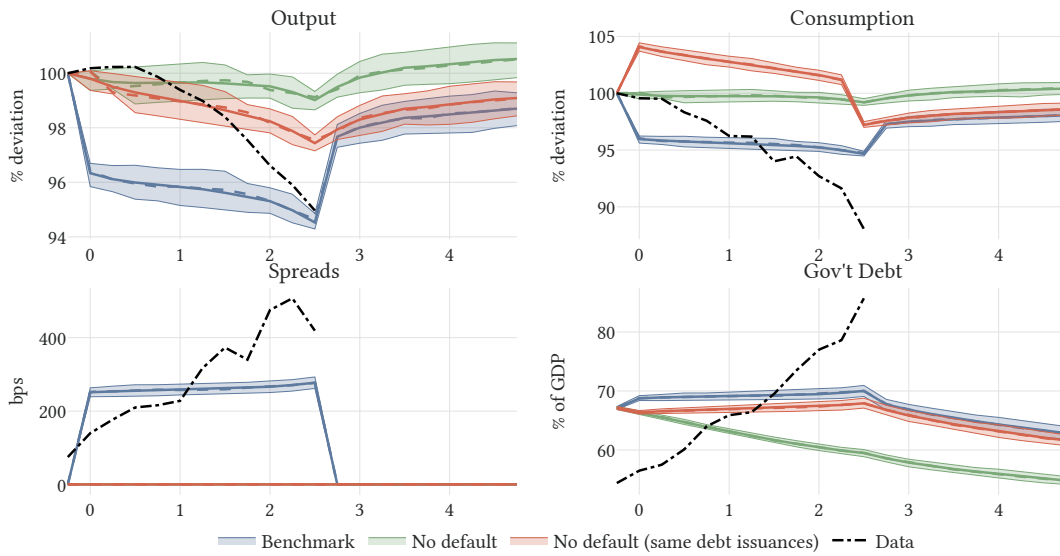 Output
Consumption
% deviation
100
98
96
94
0 1 2 3 4
% deviation
105
100
95
90
0 1 2 3 4
Spreads
Gov't Debt
bps
400
200
0
0 1 2 3 4
% of GDP
80
70
60
0 1 2 3 4
Benchmark No default No default (same debt issuances) Data